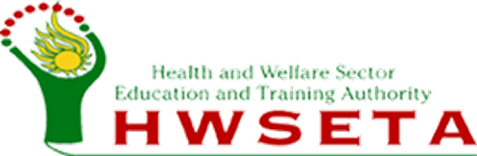 Health and Welfare Sector
Education and Training Authority
HWSETA